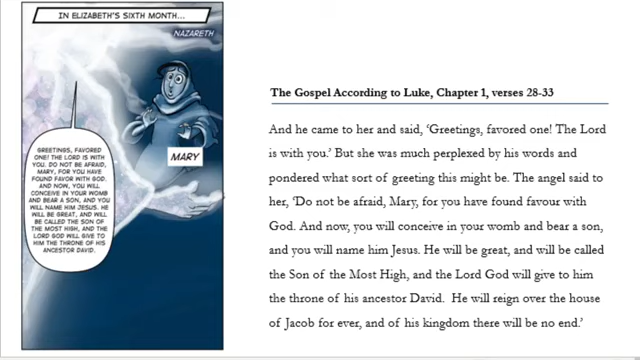 IN ELIZABETH'S SIXTH MONTH...
NAZARETH
MARY
GREETINGS, FAVORED
ONE! THE LORD IS WITH
YOU. DO NOT BE AFRAID,
MARY, FOR YOU HAVE
FOUND FAVOR WITH GOD.
AND NOW, YOU WILL
CONCEIVE IN YOUR WOMB
AND BEAR A SON, AND YOU
WILL NAME HIM JESUS. HE
WILL BE GREAT, AND WILL
BE CALLED THE SON OF
THE MOST HIGH, AND THE
LORD GOD WILL GIVE TO
HIM THE THRONE OF HIS
ANCESTOR DAVID.
The Gospel According to Luke, Chapter 1, verses 28-33
And he came to her and said, ‘Greetings, favored one! The Lord
is with you.’ But she was much perplexed by his words and
pondered what sort of greeting this might be. The angel said to
her, ‘Do not be afraid, Mary, for you have found favour with
God. And now, you will conceive in your womb and bear a son,
and you will name him Jesus. He will be great, and will be called
the Son of the Most High, and the Lord God will give to him
the throne of his ancestor David. He will reign over the house
of Jacob for ever, and of his kingdom there will be no end.’